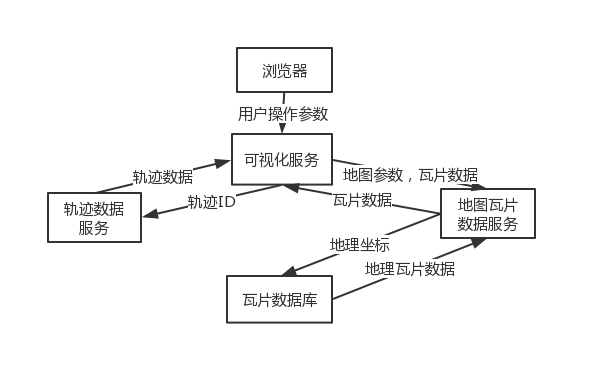 浏览器
用户操作参数
可视化服务
轨迹数据
地图参数，瓦片数据
轨迹ID
瓦片数据
轨迹数据
服务
地图瓦片
数据服务
地理坐标
地理瓦片数据
瓦片数据库